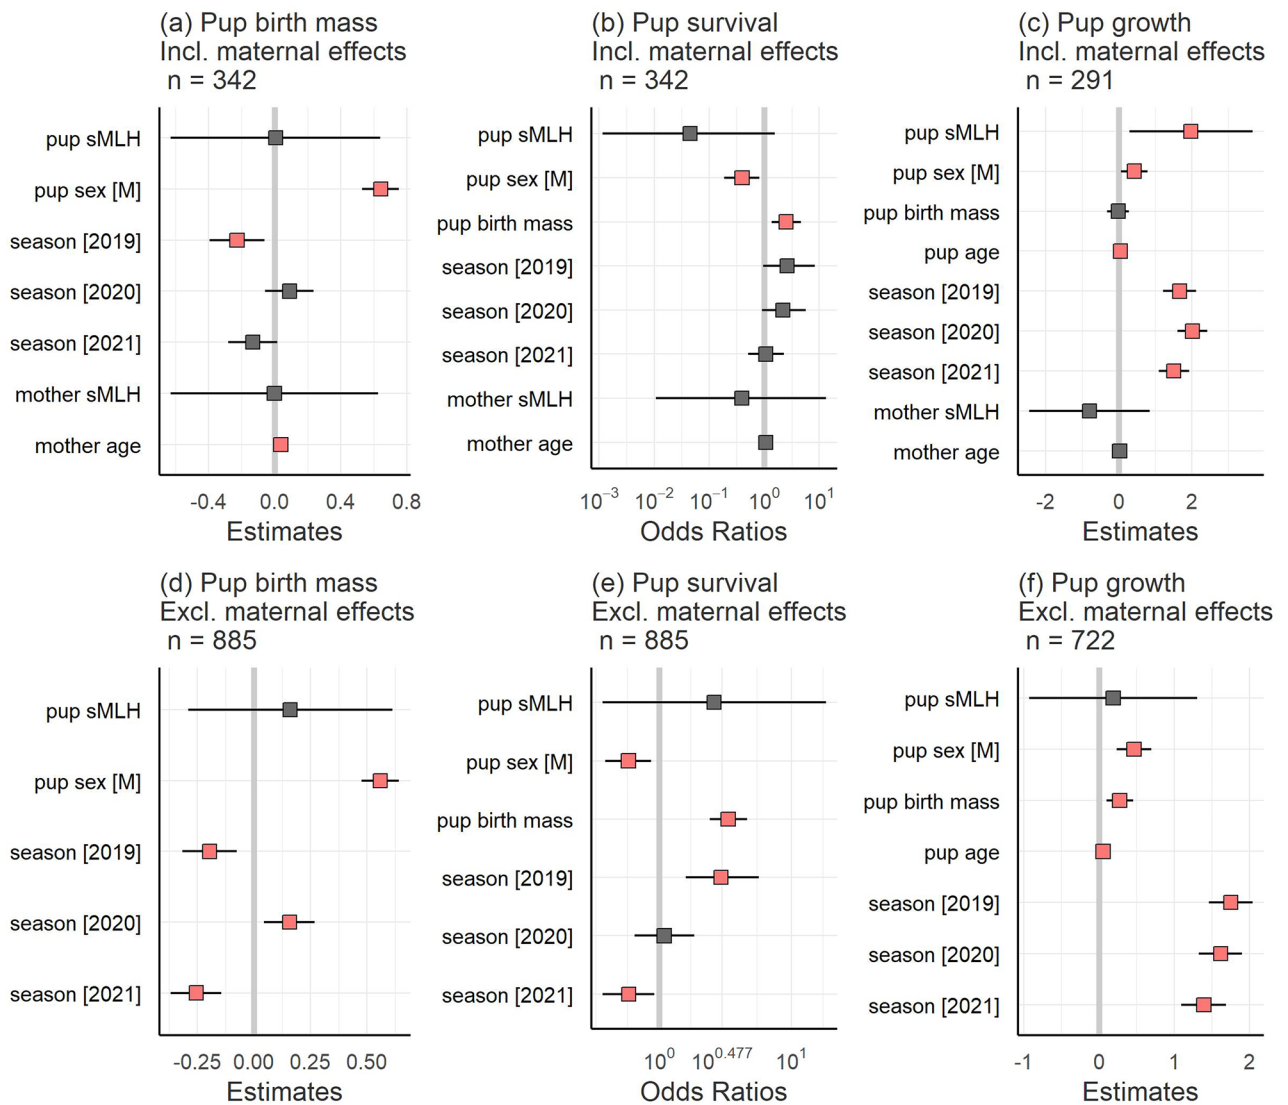 (a) Pup birth mass
Incl. maternal effects
n = 342
pup sMLH
pup sex [M]
season [2019]
season [2020]
season [2021]
mother sMLH
mother age
-0.4 0.0 0.4 0.8
Estimates
(b) Pup survival
Incl. maternal effects
n = 342
pup sMLH
pup sex [M]
pup birth mass
season [2019]
season [2020]
season [2021]
mother sMLH
mother age
10⁻³ 10⁻² 10⁻¹ 10⁰ 10¹
Odds Ratios
(c) Pup growth
Incl. maternal effects
n = 291
pup sMLH
pup sex [M]
pup birth mass
pup age
season [2019]
season [2020]
season [2021]
mother sMLH
mother age
-2 0 2
Estimates
(d) Pup birth mass
Excl. maternal effects
n = 885
pup sMLH
pup sex [M]
season [2019]
season [2020]
season [2021]
-0.25 0.00 0.25 0.50
Estimates
(e) Pup survival
Excl. maternal effects
n = 885
pup sMLH
pup sex [M]
pup birth mass
season [2019]
season [2020]
season [2021]
10⁰ 10^0.477 10¹
Odds Ratios
(f) Pup growth
Excl. maternal effects
n = 722
pup sMLH
pup sex [M]
pup birth mass
pup age
season [2019]
season [2020]
season [2021]
-1 0 1 2
Estimates